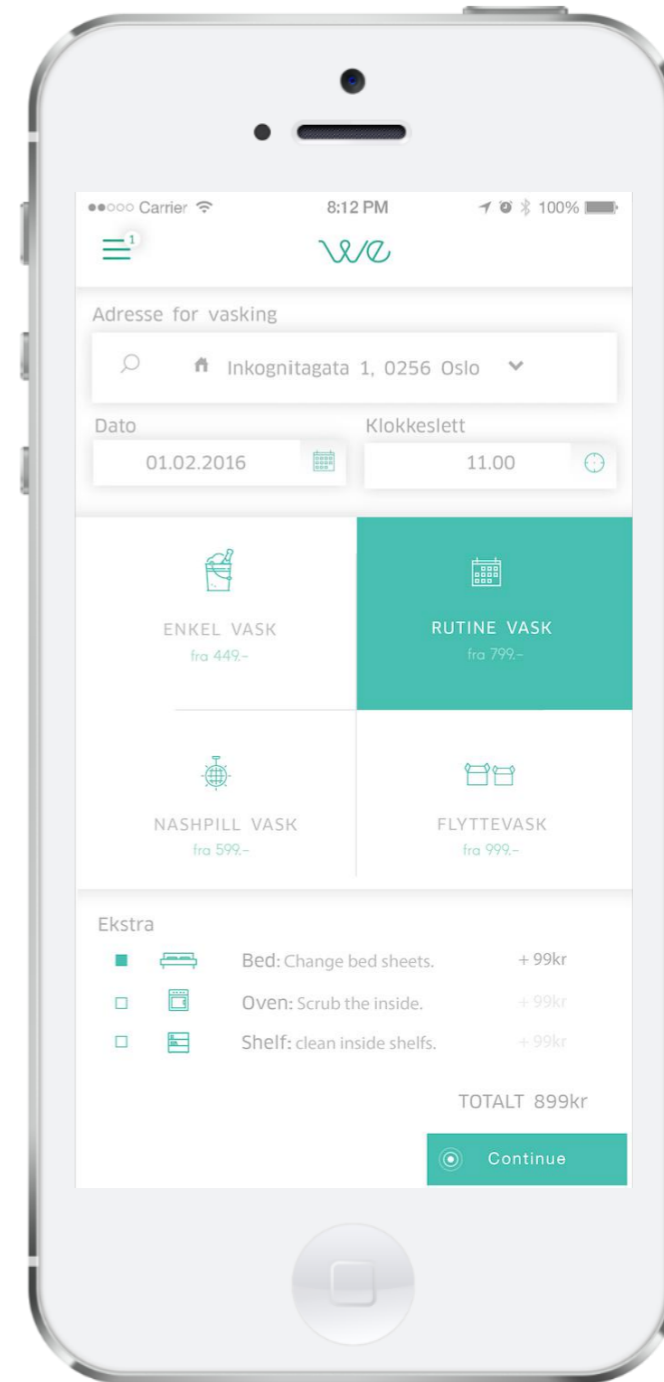 Carrier 8:12 PM 100%
1
we
Adresse for vasking
Inkognitagata 1, 0256 Oslo
Dato Klokkeslett
01.02.2016 11.00
ENKEL VASK
fra 449.–
RUTINE VASK
fra 799.–
NASHPILL VASK
fra 599.–
FLYTTEVASK
fra 999.–
Ekstra
Bed: Change bed sheets. + 99kr
Oven: Scrub the inside. + 99kr
Shelf: clean inside shelfs. + 99kr
TOTALT 899kr
Continue